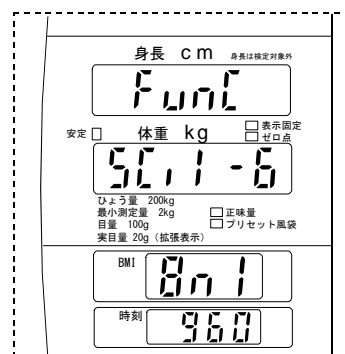 身長 cm 身長は検定対象外
FunC
安定 体重 kg 表示固定
ゼロ点
SCi1-6
ひょう量 200kg
最小測定量 2kg 正味量
目量 100g プリセット風袋
実目量 20g（拡張表示）
BMI 8n1
時刻 960